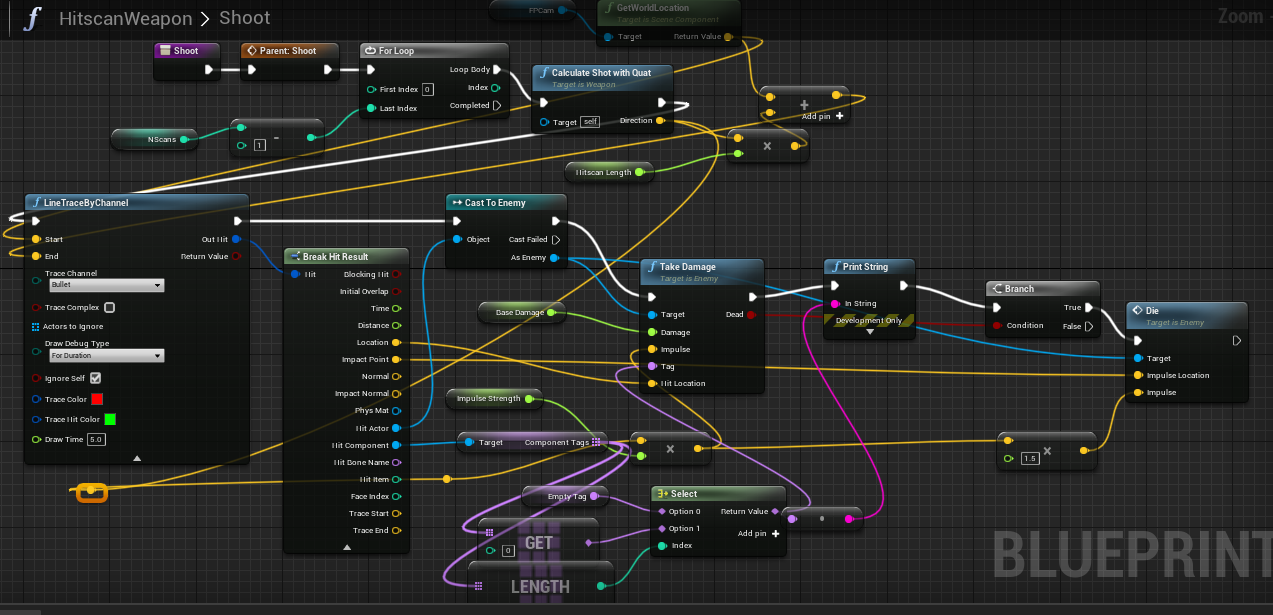 HitscanWeapon > Shoot
Zoom -
FPCam
GetWorldLocation
Target is Scene Component
Target
Return Value
Shoot
Parent: Shoot
For Loop
Loop Body
First Index 0
Index
Last Index
Completed
Calculate Shot with Quat
Target is Weapon
Target self
Direction
+
Add pin +
NScans
-
1
×
Hitscan Length
LineTraceByChannel
Start
Out Hit
End
Return Value
Trace Channel
Bullet
Trace Complex
Actors to Ignore
Draw Debug Type
For Duration
Ignore Self
Trace Color
Trace Hit Color
Draw Time 5.0
Break Hit Result
Hit
Blocking Hit
Initial Overlap
Time
Distance
Location
Impact Point
Normal
Impact Normal
Phys Mat
Hit Actor
Hit Component
Hit Bone Name
Hit Item
Face Index
Trace Start
Trace End
Cast To Enemy
Object
Cast Failed
As Enemy
Base Damage
Take Damage
Target is Enemy
Target
Dead
Damage
Impulse
Tag
Hit Location
Print String
In String
Development Only
Branch
True
Condition
False
Die
Target is Enemy
Target
Impulse Location
Impulse
Impulse Strength
Target
Component Tags
×
1.5
×
Empty Tag
Select
Option 0
Return Value
Option 1
Add pin +
Index
GET
0
LENGTH
BLUEPRINT